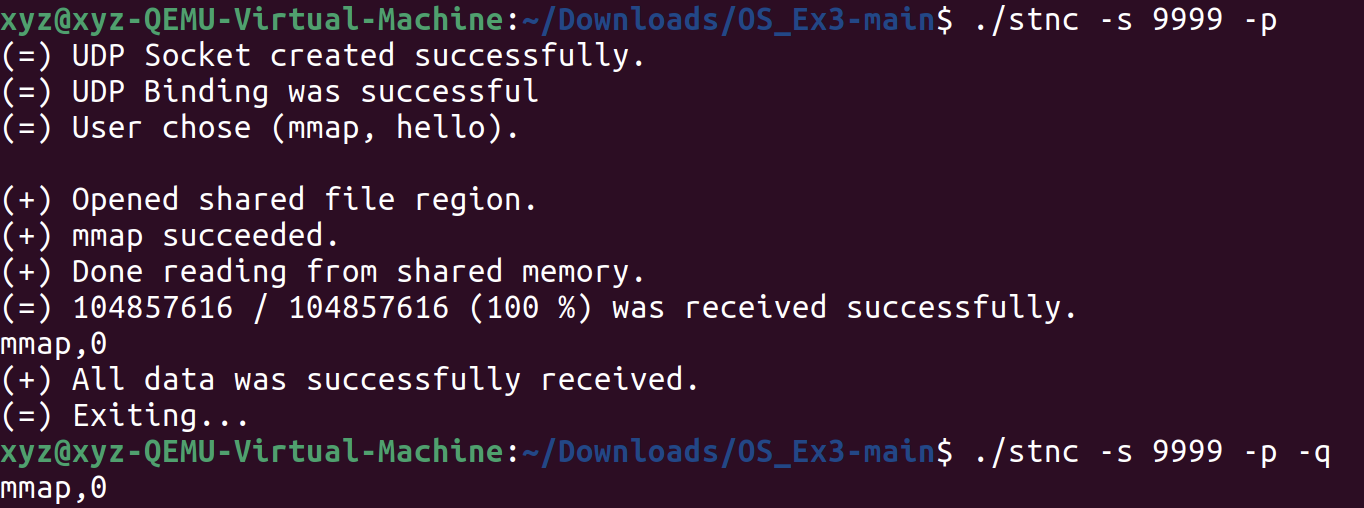 xyz@xyz-QEMU-Virtual-Machine:~/Downloads/OS_Ex3-main$ ./stnc -s 9999 -p
(=) UDP Socket created successfully.
(=) UDP Binding was successful
(=) User chose (mmap, hello).
(+) Opened shared file region.
(+) mmap succeeded.
(+) Done reading from shared memory.
(=) 104857616 / 104857616 (100 %) was received successfully.
mmap,0
(+) All data was successfully received.
(=) Exiting...
xyz@xyz-QEMU-Virtual-Machine:~/Downloads/OS_Ex3-main$ ./stnc -s 9999 -p -q
mmap,0